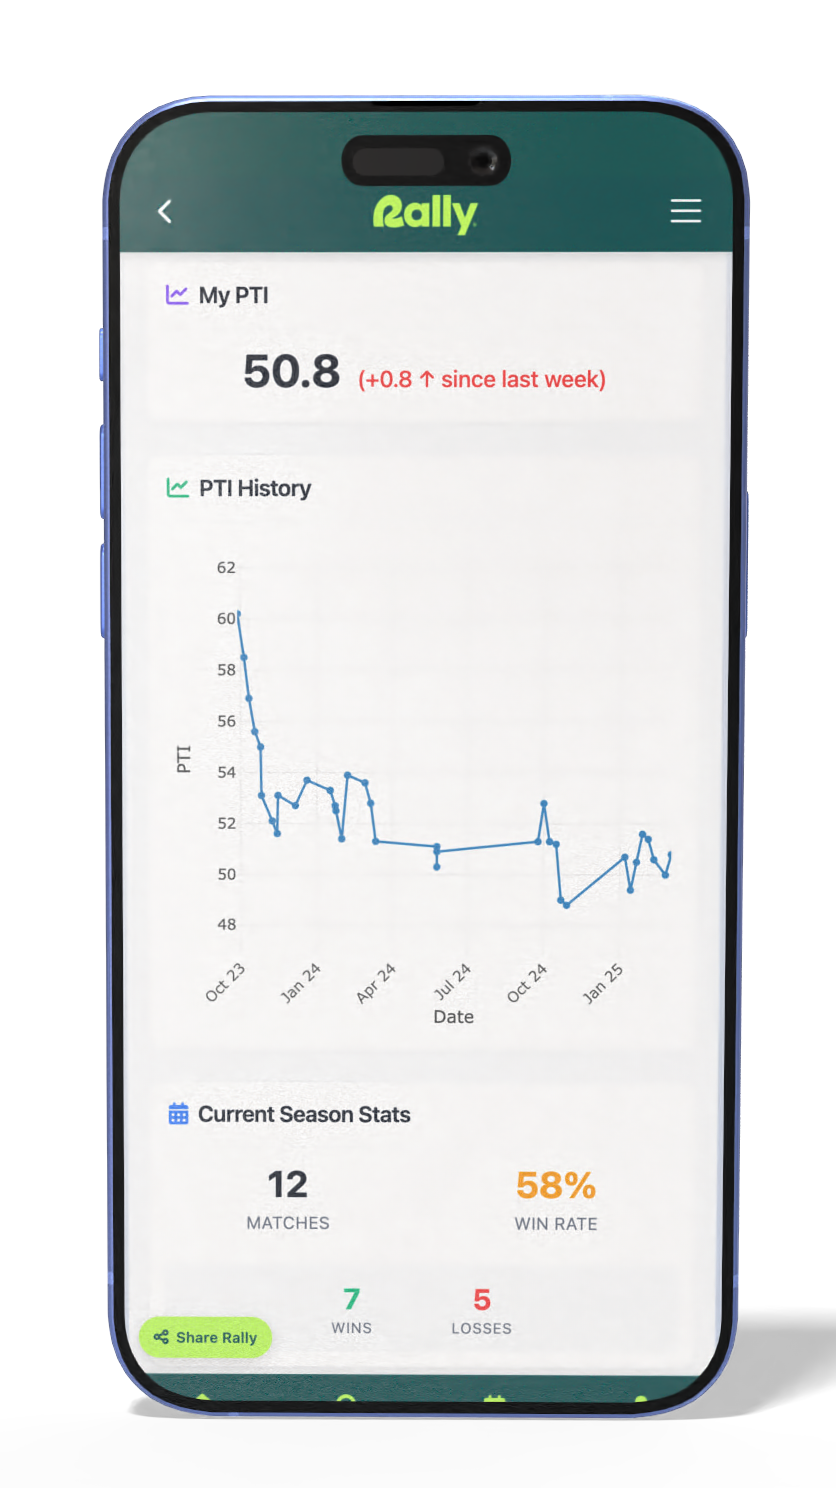 Rally
My PTI
50.8 (+0.8 ↑ since last week)
PTI History
62
60
58
56
54
52
50
48
PTI
Oct 23 Jan 24 Apr 24 Jul 24 Oct 24 Jan 25
Date
Current Season Stats
12 58%
MATCHES WIN RATE
7 5
WINS LOSSES
Share Rally